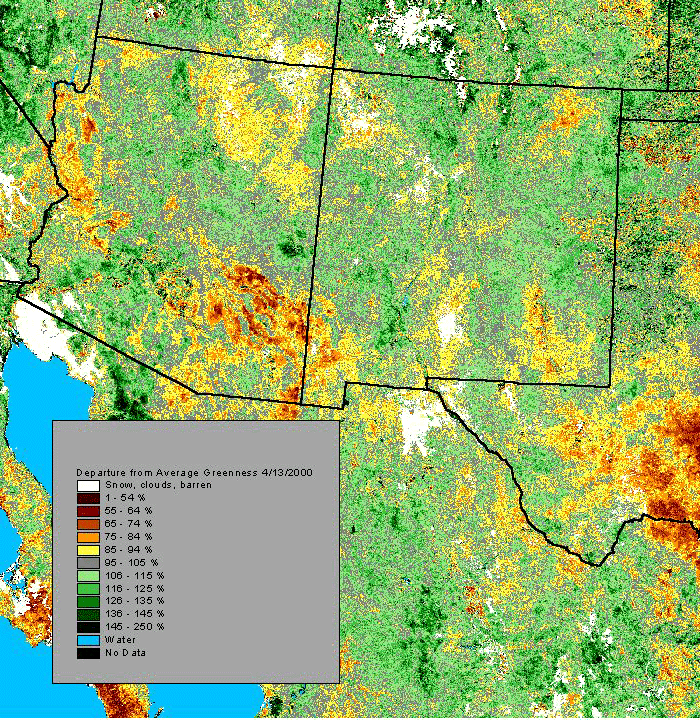 Departure from Average Greenness 4/13/2000
Snow, clouds, barren
1 - 54 %
55 - 64 %
65 - 74 %
75 - 84 %
85 - 94 %
95 - 105 %
106 - 115 %
116 - 125 %
126 - 135 %
136 - 145 %
145 - 250 %
Water
No Data